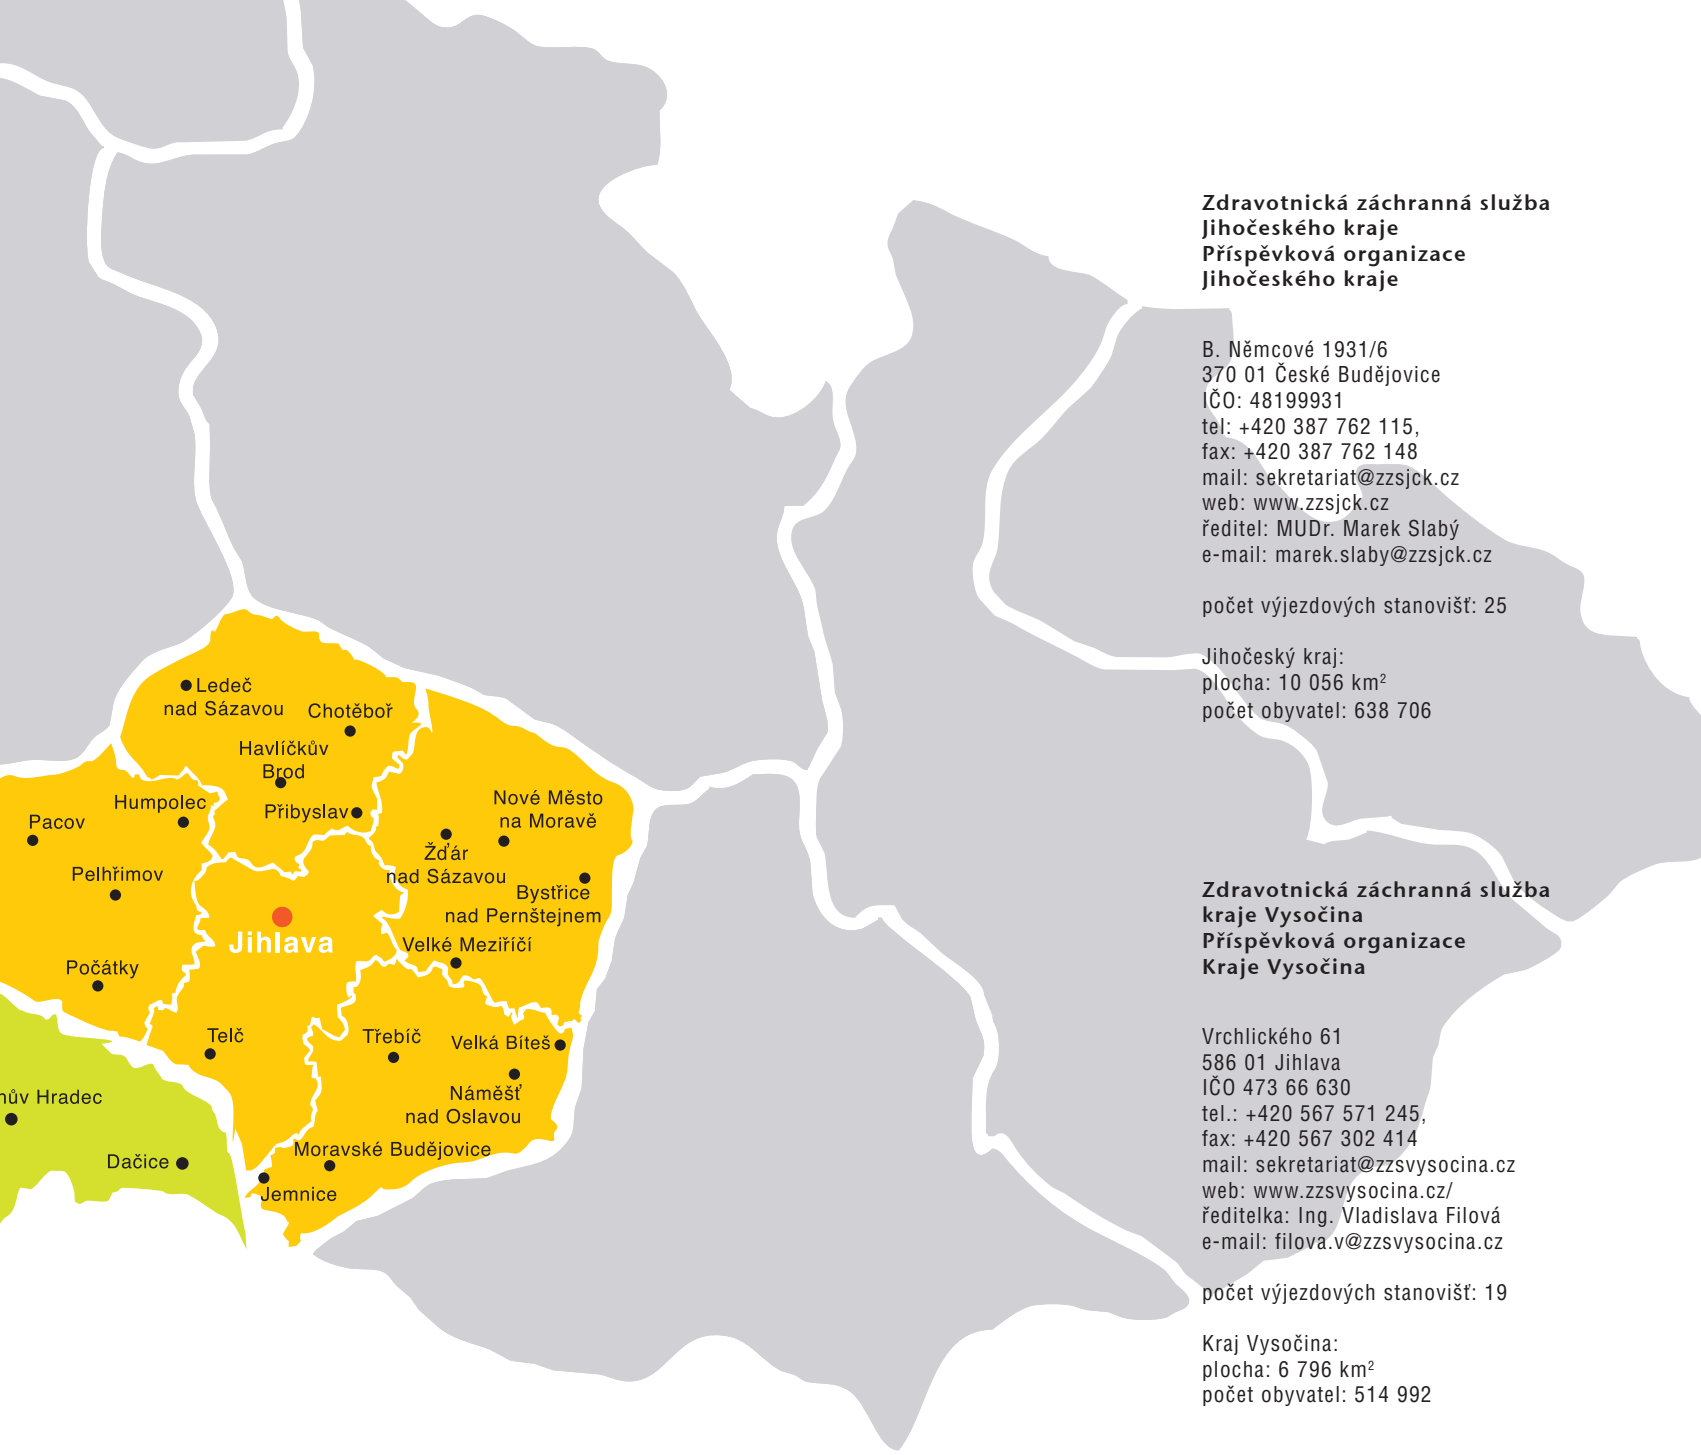 Ledeč
nad Sázavou
Chotěboř
Havlíčkův
Brod
Přibyslav
Humpolec
Pacov
Pelhřimov
Počátky
Nové Město
na Moravě
Žďár
nad Sázavou
Bystřice
nad Pernštejnem
Velké Meziříčí
Jihlava
Telč
Třebíč
Velká Bíteš
Náměšť
nad Oslavou
Moravské Budějovice
Jemnice
nův Hradec
Dačice
Zdravotnická záchranná služba
Jihočeského kraje
Příspěvková organizace
Jihočeského kraje
B. Němcové 1931/6
370 01 České Budějovice
IČO: 48199931
tel: +420 387 762 115,
fax: +420 387 762 148
mail: sekretariat@zzsjck.cz
web: www.zzsjck.cz
ředitel: MUDr. Marek Slabý
e-mail: marek.slaby@zzsjck.cz
počet výjezdových stanovišť: 25
Jihočeský kraj:
plocha: 10 056 km²
počet obyvatel: 638 706
Zdravotnická záchranná služba
kraje Vysočina
Příspěvková organizace
Kraje Vysočina
Vrchlického 61
586 01 Jihlava
IČO 473 66 630
tel.: +420 567 571 245,
fax: +420 567 302 414
mail: sekretariat@zzsvysocina.cz
web: www.zzsvysocina.cz/
ředitelka: Ing. Vladislava Filová
e-mail: filova.v@zzsvysocina.cz
počet výjezdových stanovišť: 19
Kraj Vysočina:
plocha: 6 796 km²
počet obyvatel: 514 992